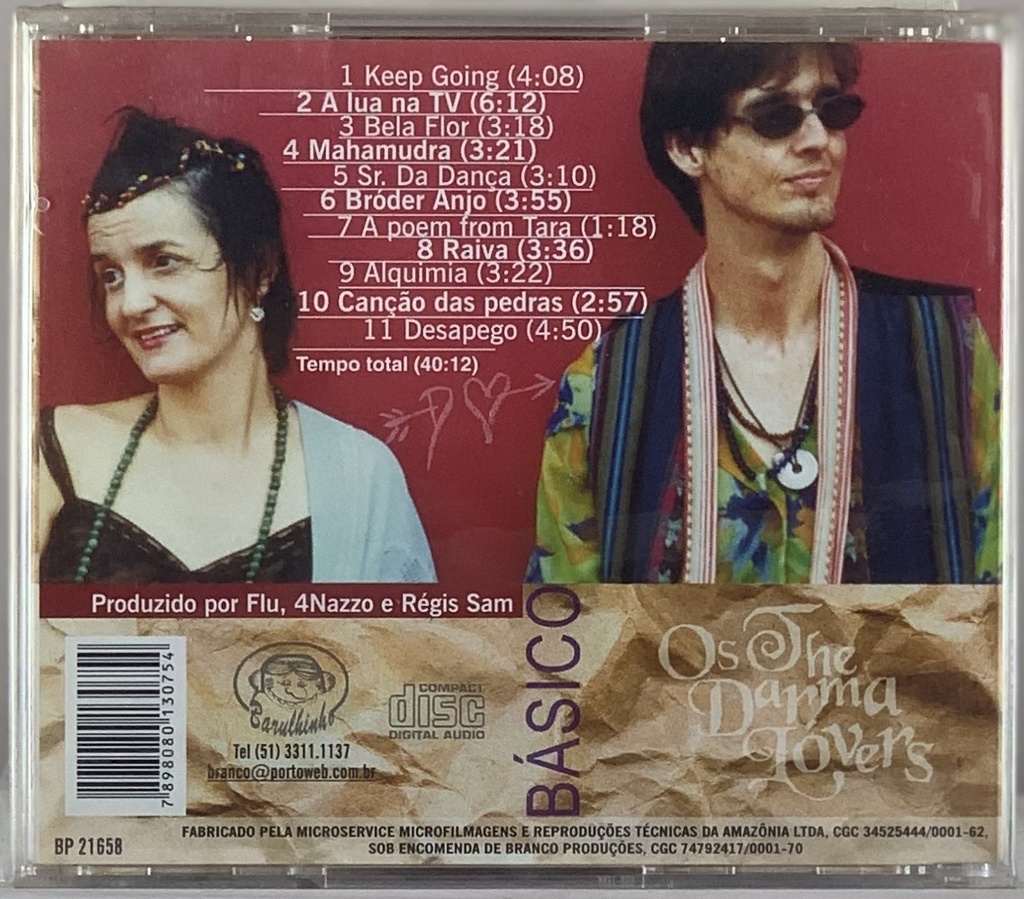 1 Keep Going (4:08)
2 A lua na TV (6:12)
3 Bela Flor (3:18)
4 Mahamudra (3:21)
5 Sr. Da Dança (3:10)
6 Bróder Anjo (3:55)
7 A poem from Tara (1:18)
8 Raiva (3:36)
9 Alquimia (3:22)
10 Canção das pedras (2:57)
11 Desapego (4:50)
Tempo total (40:12)
Produzido por Flu, 4Nazzo e Régis Sam
BÁSICO
Os The
Darma
Lóvers
7 898080 130754
Barulhinho
Tel (51) 3311.1137
branco@portoweb.com.br
COMPACT
disc
DIGITAL AUDIO
BP 21658
FABRICADO PELA MICROSERVICE MICROFILMAGENS E REPRODUÇÕES TÉCNICAS DA AMAZÔNIA LTDA, CGC 34525444/0001-62,
SOB ENCOMENDA DE BRANCO PRODUÇÕES, CGC 74792417/0001-70